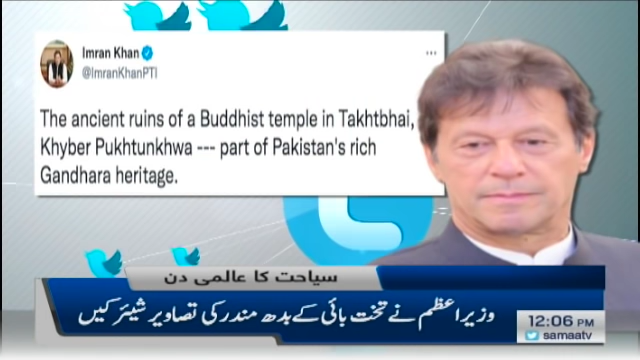 Imran Khan
@ImranKhanPTI
The ancient ruins of a Buddhist temple in Takhtbhai,
Khyber Pukhtunkhwa --- part of Pakistan's rich
Gandhara heritage.
سیاحت کا عالمی دن
وزیراعظم نے تخت بائی کے بدھ مندر کی تصاویر شیئر کیں
12:06 PM
samaatv